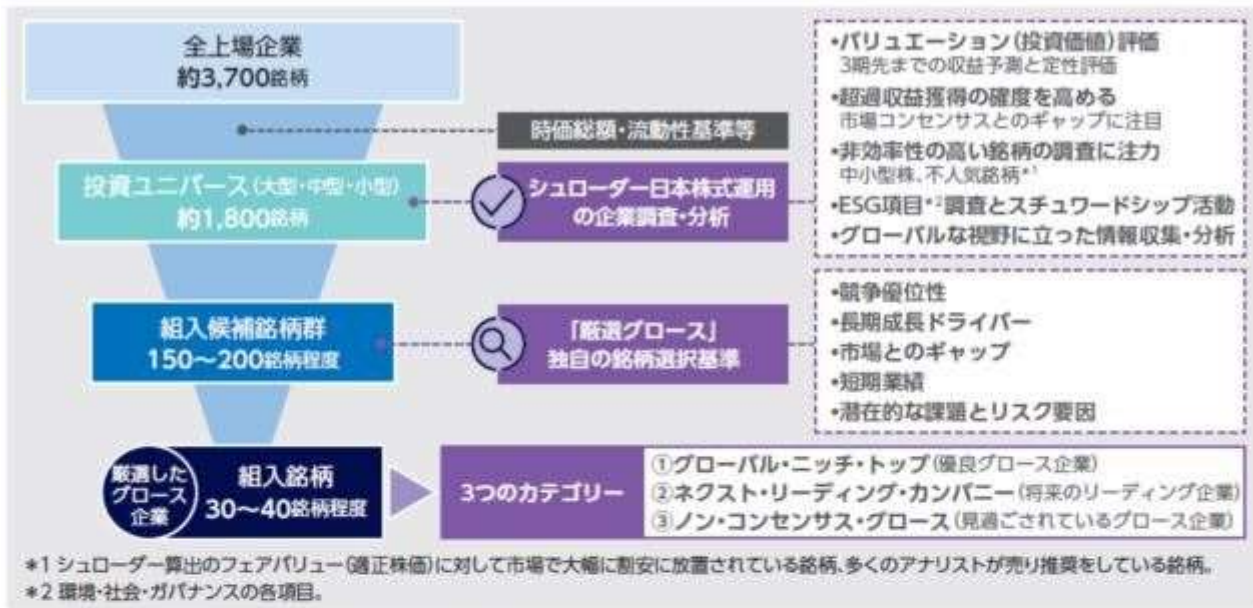 全上場企業
約3,700銘柄
時価総額・流動性基準等
投資ユニバース(大型・中型・小型)
約1,800銘柄
シュローダー日本株式運用
の企業調査・分析
•バリュエーション(投資価値)評価
3期先までの収益予測と定性評価
•超過収益獲得の確度を高める
市場コンセンサスとのギャップに注目
•非効率性の高い銘柄の調査に注力
中小型株、不人気銘柄*1
•ESG項目*2調査とスチュワードシップ活動
•グローバルな視野に立った情報収集・分析
組入候補銘柄群
150~200銘柄程度
「厳選グロース」
独自の銘柄選択基準
•競争優位性
•長期成長ドライバー
•市場とのギャップ
•短期業績
•潜在的な課題とリスク要因
厳選した
グロース
企業
組入銘柄
30~40銘柄程度
3つのカテゴリー
①グローバル・ニッチ・トップ(優良グロース企業)
②ネクスト・リーディング・カンパニー(将来のリーディング企業)
③ノン・コンセンサス・グロース(見過ごされているグロース企業)
*1 シュローダー算出のフェアバリュー(適正株価)に対して市場で大幅に割安に放置されている銘柄、多くのアナリストが売り推奨をしている銘柄。
*2 環境・社会・ガバナンスの各項目。